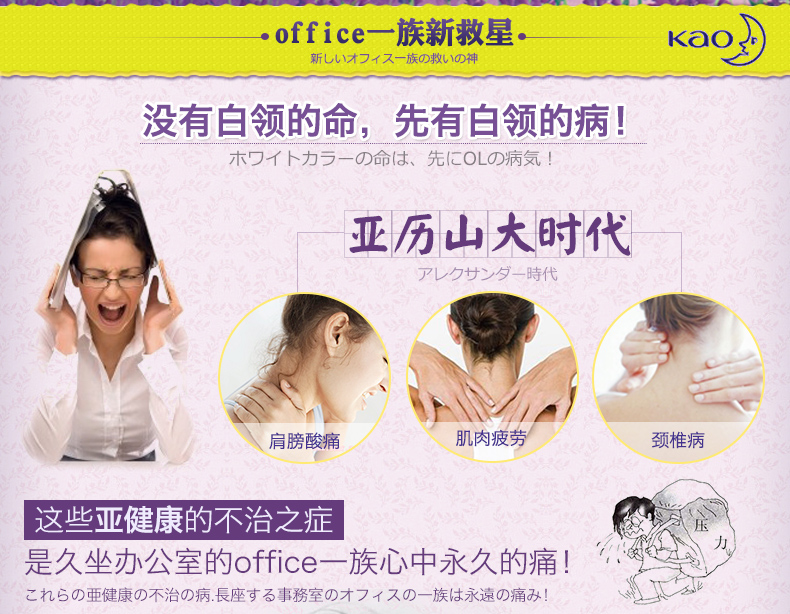 office一族新救星
新しいオフィス一族の救いの神
Kao
没有白领的命，先有白领的病！
ホワイトカラーの命は、先にOLの病気！
亚历山大时代
アレクサンダー時代
肩膀酸痛
肌肉疲劳
颈椎病
这些亚健康的不治之症
是久坐办公室的office一族心中永久的痛！
これらの亜健康の不治の病.長座する事務室のオフィスの一族は永遠の痛み！
压力